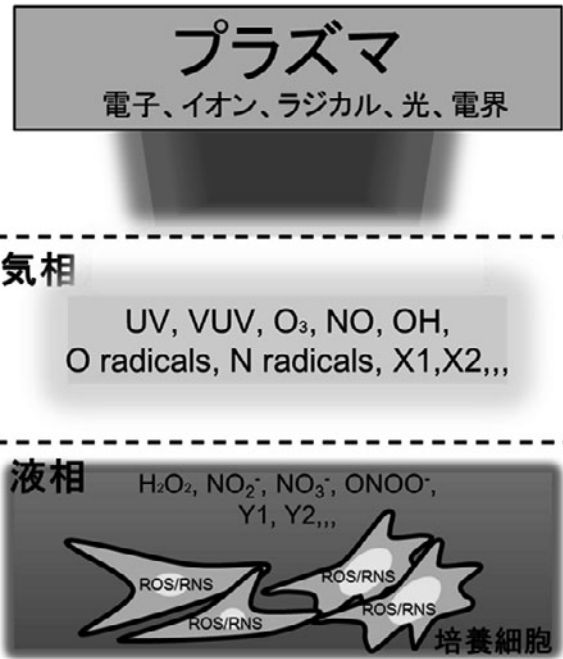 プラズマ
電子、イオン、ラジカル、光、電界
気相
UV, VUV, O₃, NO, OH,
O radicals, N radicals, X1,X2,,,
液相
H₂O₂, NO₂⁻, NO₃⁻, ONOO⁻,
Y1, Y2,,,
ROS/RNS
ROS/RNS
ROS/RNS
ROS/RNS
培養細胞